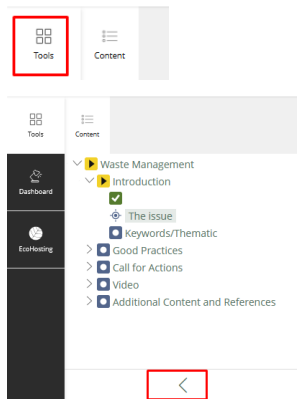 Tools
Content
Tools
Content
Dashboard
EcoHosting
Waste Management
Introduction
The issue
Keywords/Thematic
Good Practices
Call for Actions
Video
Additional Content and References